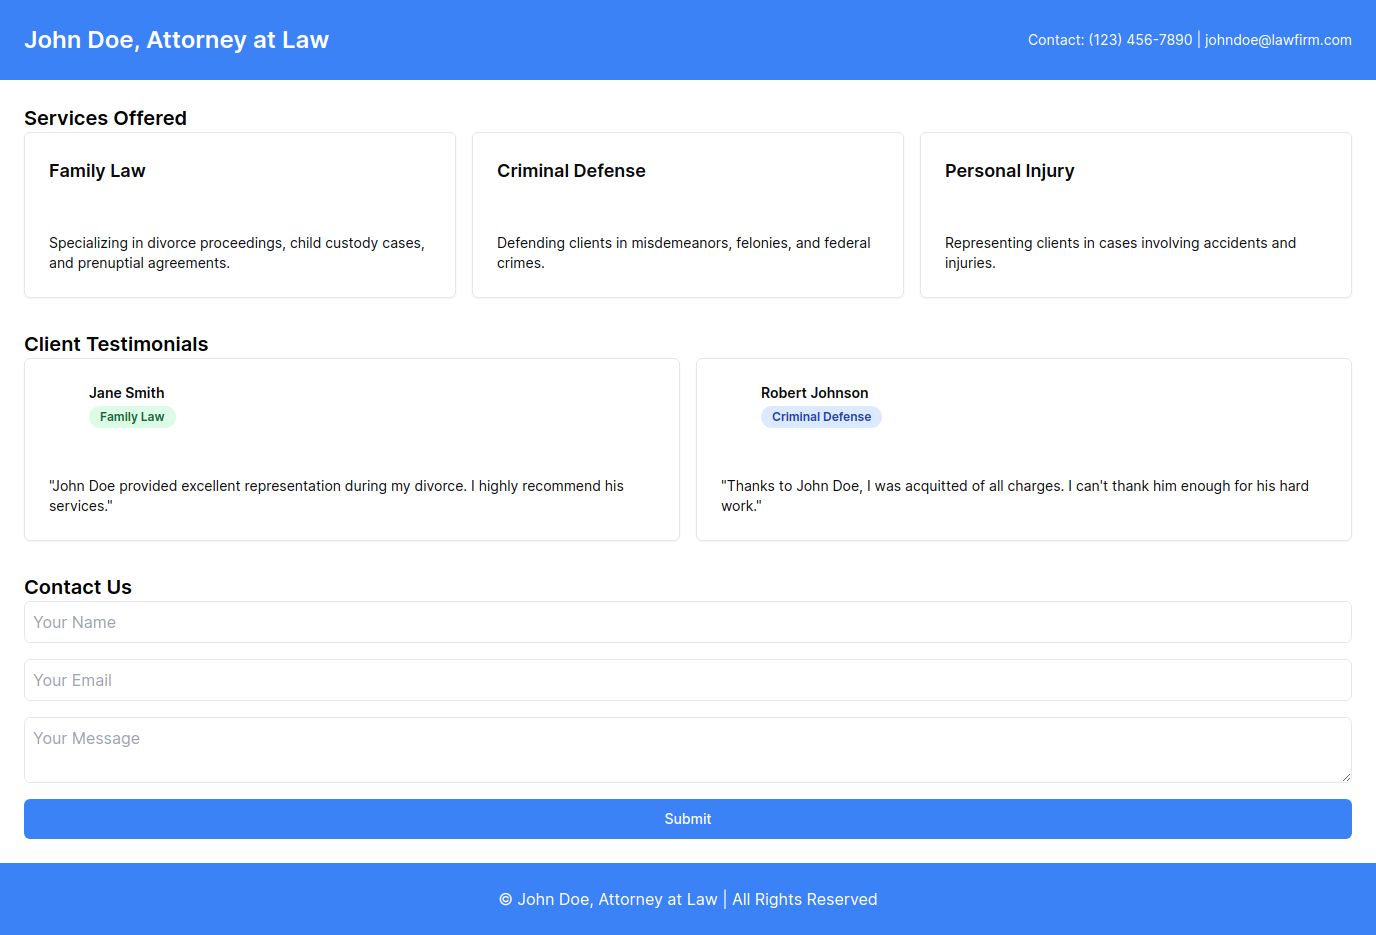 John Doe, Attorney at Law
Contact: (123) 456-7890 | johndoe@lawfirm.com
Services Offered
Family Law
Specializing in divorce proceedings, child custody cases,
and prenuptial agreements.
Criminal Defense
Defending clients in misdemeanors, felonies, and federal
crimes.
Personal Injury
Representing clients in cases involving accidents and
injuries.
Client Testimonials
Jane Smith
Family Law
"John Doe provided excellent representation during my divorce. I highly recommend his
services."
Robert Johnson
Criminal Defense
"Thanks to John Doe, I was acquitted of all charges. I can't thank him enough for his hard
work."
Contact Us
Your Name
Your Email
Your Message
Submit
© John Doe, Attorney at Law | All Rights Reserved